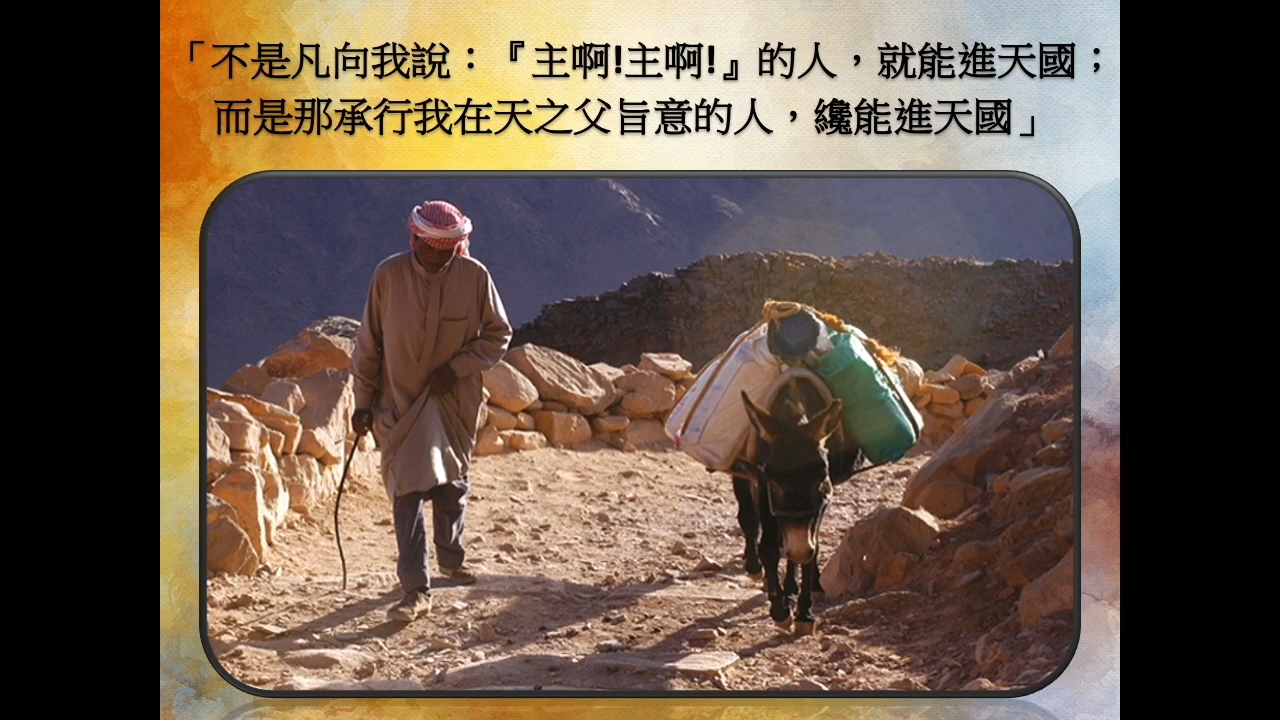 「不是凡向我說：『主啊!主啊!』的人，就能進天國；
而是那承行我在天之父旨意的人，纔能進天國」